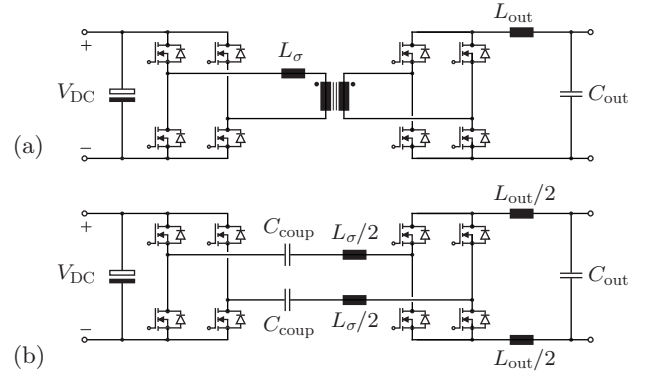 L_out
+
L_σ
V_DC
C_out
(a)
−
L_out/2
+
C_coup L_σ/2
V_DC
C_out
C_coup L_σ/2
−
(b)
L_out/2